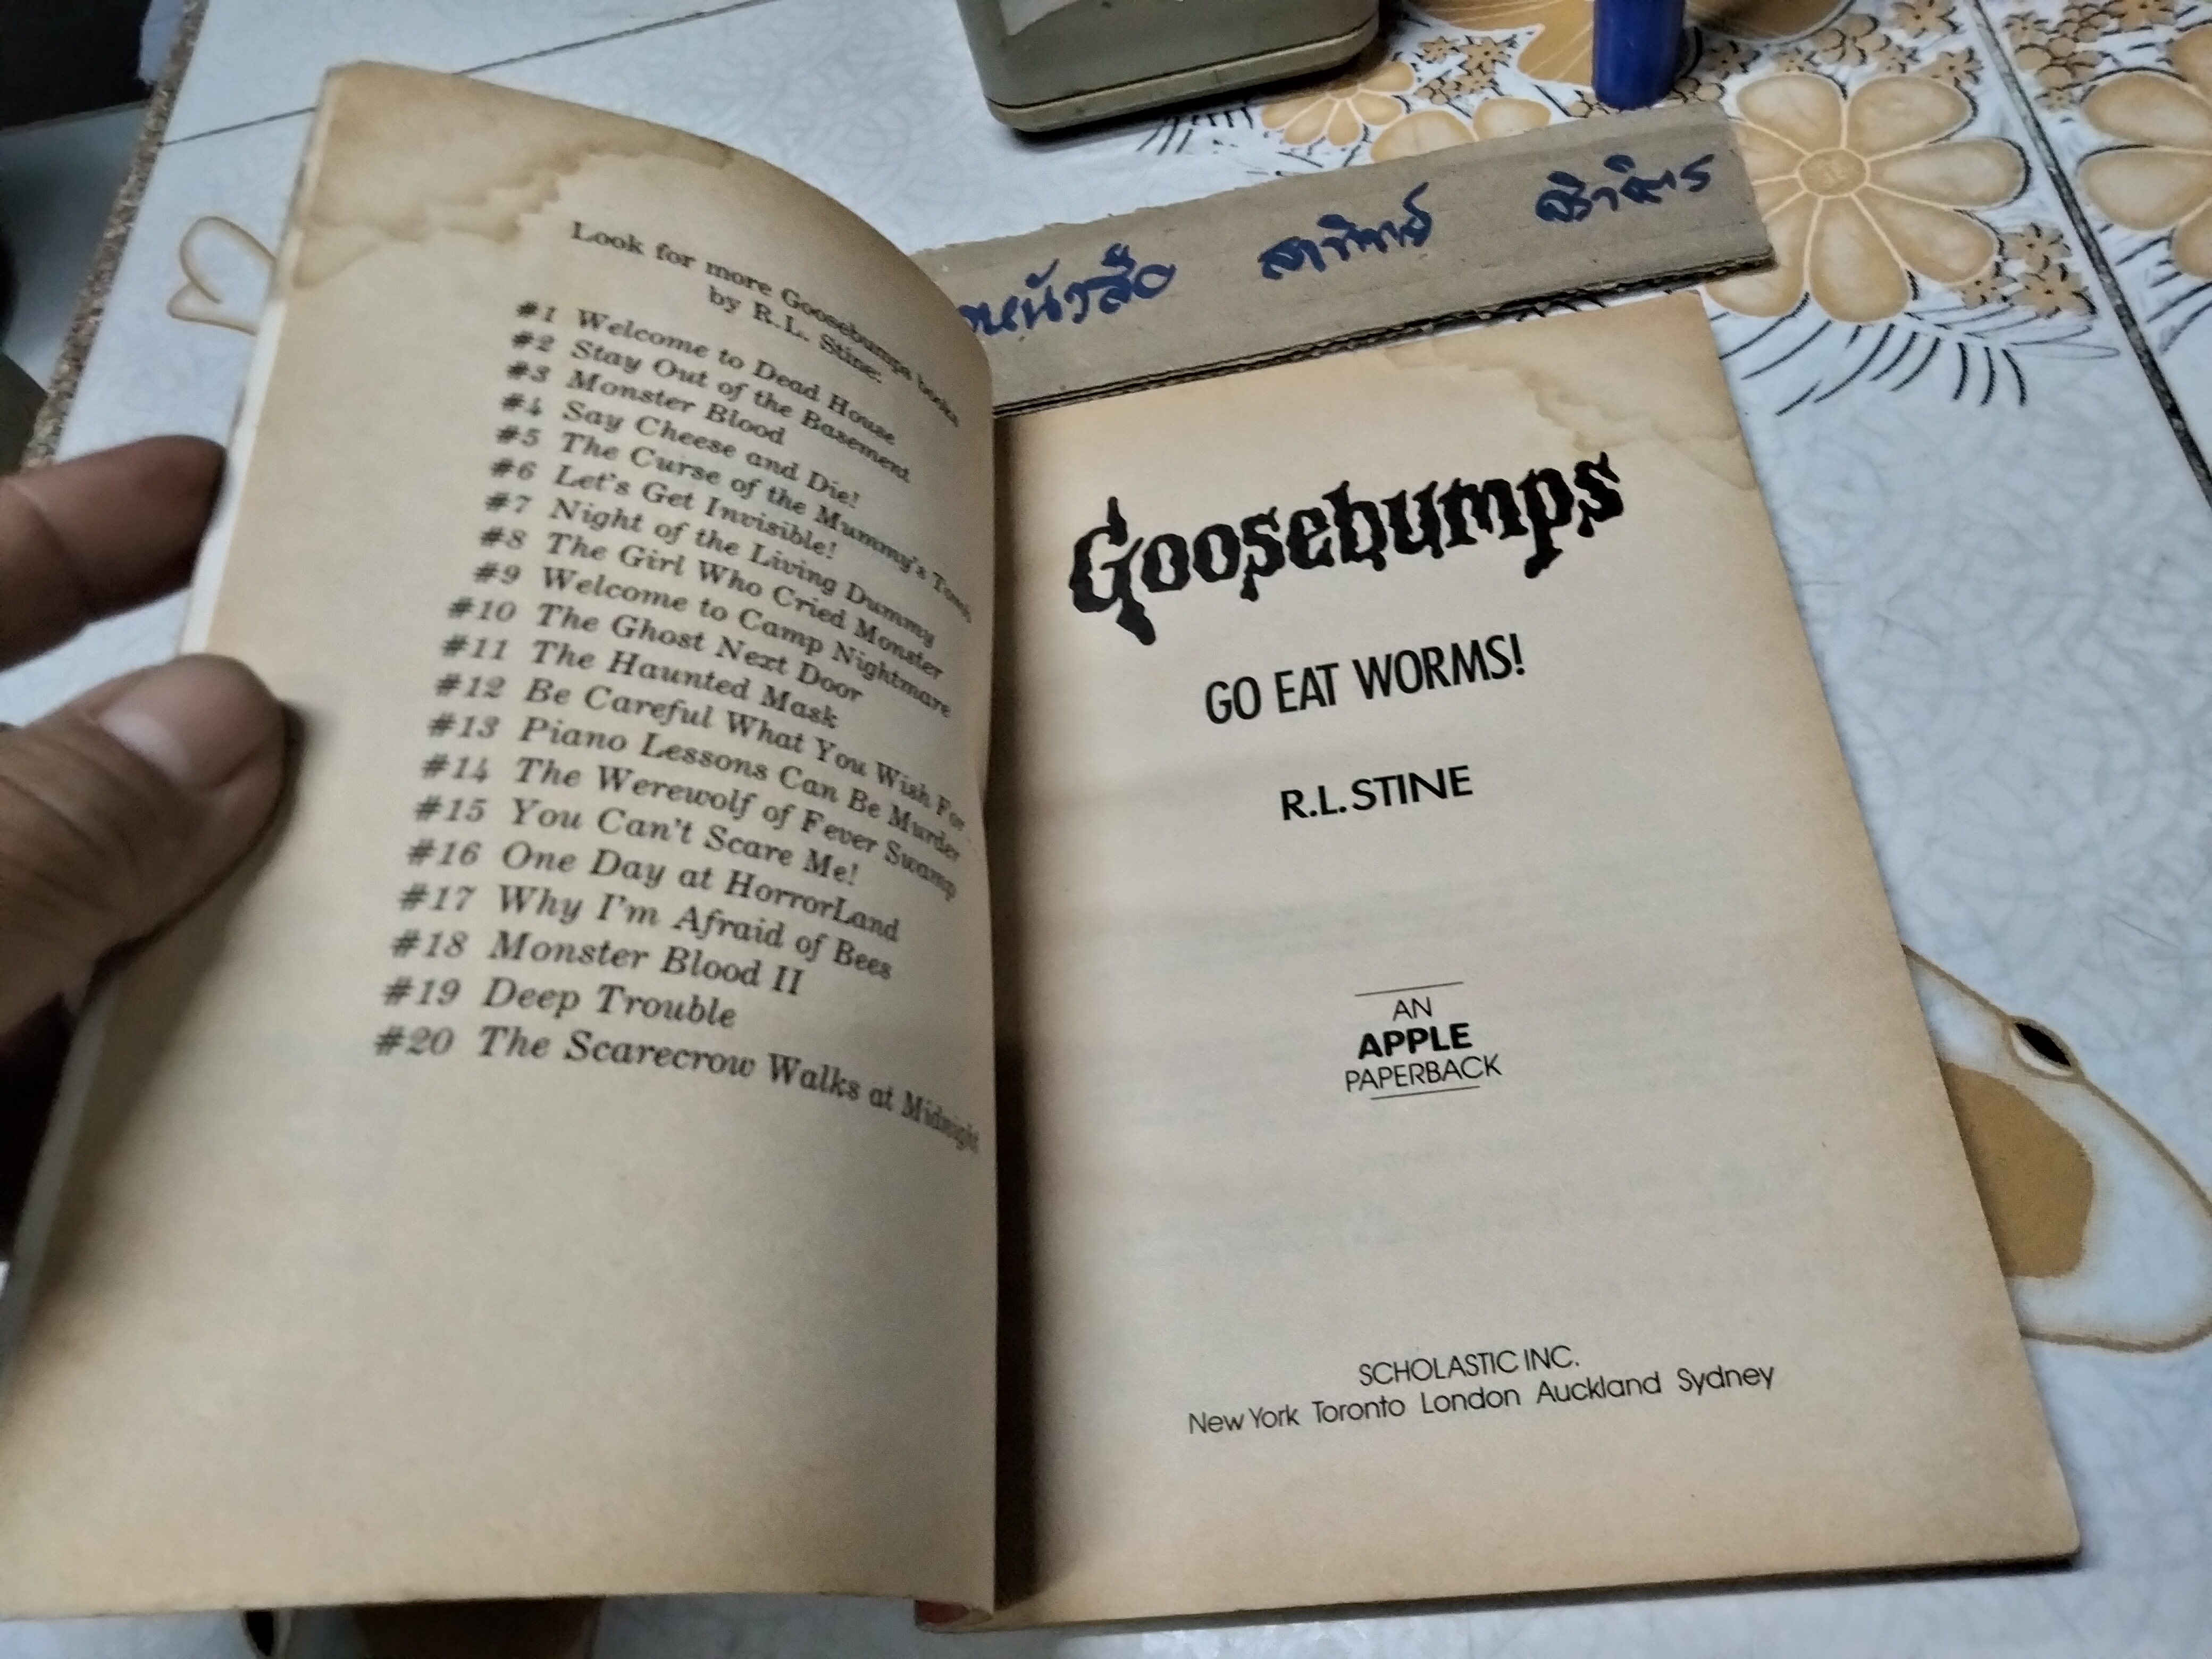 Look for more Goosebumps books
by R.L. Stine:
#1 Welcome to Dead House
#2 Stay Out of the Basement
#3 Monster Blood
#4 Say Cheese and Die!
#5 The Curse of the Mummy's Tomb
#6 Let's Get Invisible!
#7 Night of the Living Dummy
#8 The Girl Who Cried Monster
#9 Welcome to Camp Nightmare
#10 The Ghost Next Door
#11 The Haunted Mask
#12 Be Careful What You Wish For...
#13 Piano Lessons Can Be Murder
#14 The Werewolf of Fever Swamp
#15 You Can't Scare Me!
#16 One Day at HorrorLand
#17 Why I'm Afraid of Bees
#18 Monster Blood II
#19 Deep Trouble
#20 The Scarecrow Walks at Midnight
หนังสือ
Goosebumps
GO EAT WORMS!
R.L. STINE
AN
APPLE
PAPERBACK
SCHOLASTIC INC.
New York Toronto London Auckland Sydney